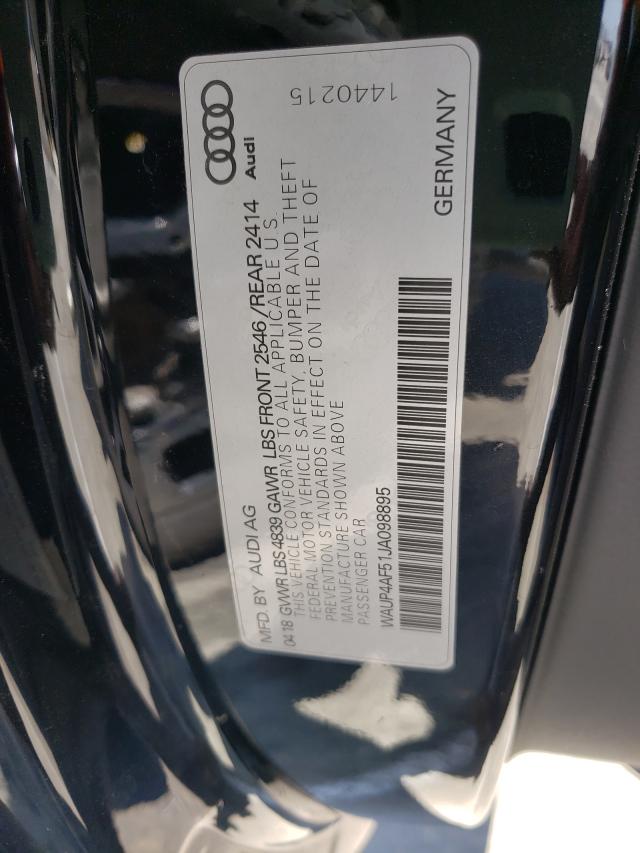 Audi
1440215
MFD. BY AUDI AG
GERMANY
0418 GVWR LBS 4839 GAWR LBS FRONT 2546 / REAR 2414
THIS VEHICLE CONFORMS TO ALL APPLICABLE U S.
FEDERAL MOTOR VEHICLE SAFETY, BUMPER AND THEFT
PREVENTION STANDARDS IN EFFECT ON THE DATE OF
MANUFACTURE SHOWN ABOVE
PASSENGER CAR
WAUP4AF51JA098895